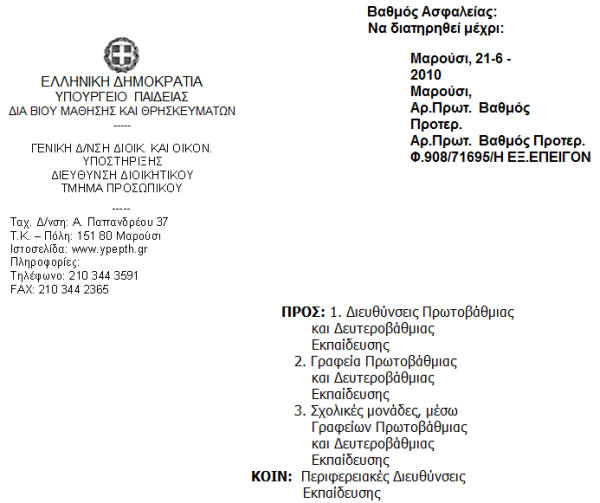 Βαθμός Ασφαλείας:
Να διατηρηθεί μέχρι:
Μαρούσι, 21-6 -
2010
Μαρούσι,
Αρ.Πρωτ. Βαθμός
Προτερ.
Αρ.Πρωτ. Βαθμός Προτερ.
Φ.908/71695/Η ΕΞ.ΕΠΕΙΓΟΝ
ΕΛΛΗΝΙΚΗ ΔΗΜΟΚΡΑΤΙΑ
ΥΠΟΥΡΓΕΙΟ ΠΑΙΔΕΙΑΣ
ΔΙΑ ΒΙΟΥ ΜΑΘΗΣΗΣ ΚΑΙ ΘΡΗΣΚΕΥΜΑΤΩΝ
-----
ΓΕΝΙΚΗ Δ/ΝΣΗ ΔΙΟΙΚ. ΚΑΙ ΟΙΚΟΝ.
ΥΠΟΣΤΗΡΙΞΗΣ
ΔΙΕΥΘΥΝΣΗ ΔΙΟΙΚΗΤΙΚΟΥ
ΤΜΗΜΑ ΠΡΟΣΩΠΙΚΟΥ
-----
Ταχ. Δ/νση: Α. Παπανδρέου 37
Τ.Κ. – Πόλη: 151 80 Μαρούσι
Ιστοσελίδα: www.ypepth.gr
Πληροφορίες:
Τηλέφωνο: 210 344 3591
FAX: 210 344 2365
ΠΡΟΣ: 1. Διευθύνσεις Πρωτοβάθμιας
και Δευτεροβάθμιας
Εκπαίδευσης
2. Γραφεία Πρωτοβάθμιας
και Δευτεροβάθμιας
Εκπαίδευσης
3. Σχολικές μονάδες, μέσω
Γραφείων Πρωτοβάθμιας
και Δευτεροβάθμιας
Εκπαίδευσης
ΚΟΙΝ: Περιφερειακές Διευθύνσεις
Εκπαίδευσης